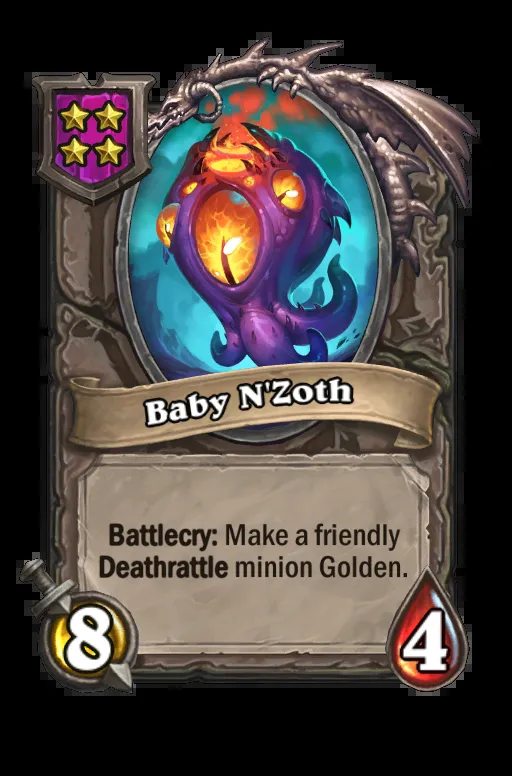 Baby N'Zoth
Battlecry: Make a friendly
Deathrattle minion Golden.
8
4